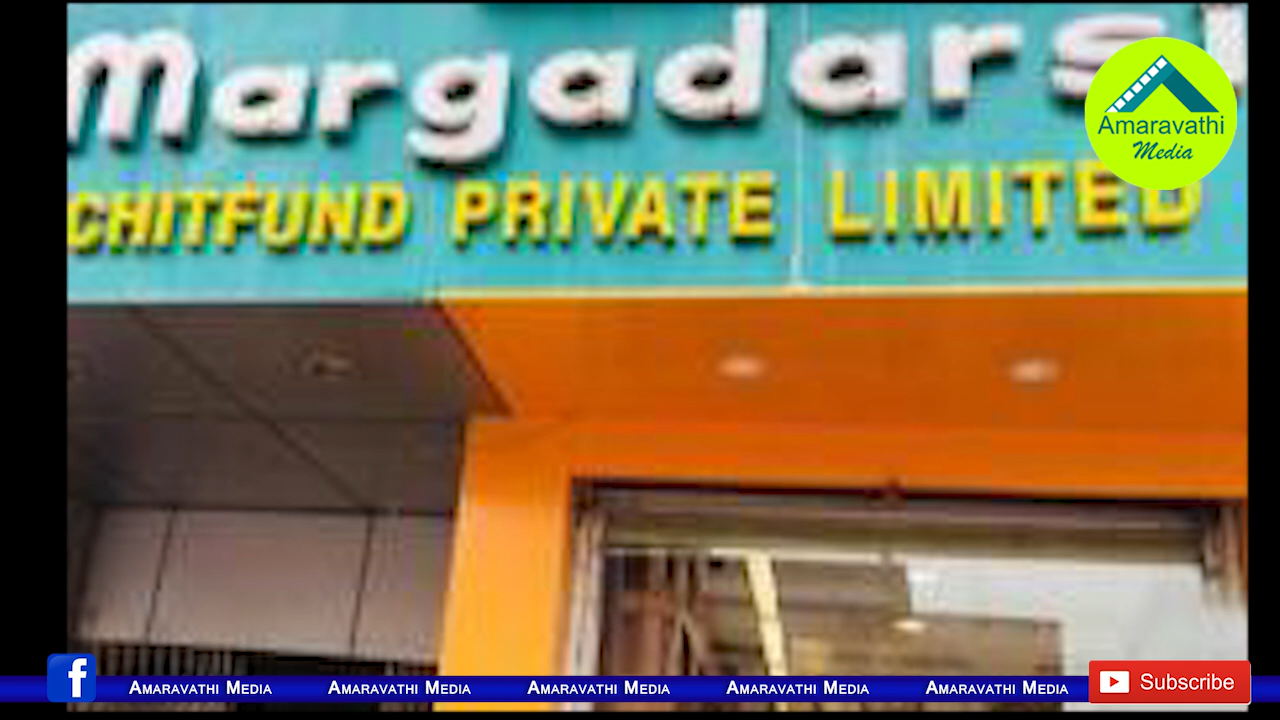 Margadarsi
CHITFUND PRIVATE LIMITED
Amaravathi
Media
f
AMARAVATHI MEDIA AMARAVATHI MEDIA AMARAVATHI MEDIA AMARAVATHI MEDIA AMARAVATHI MEDIA
Subscribe